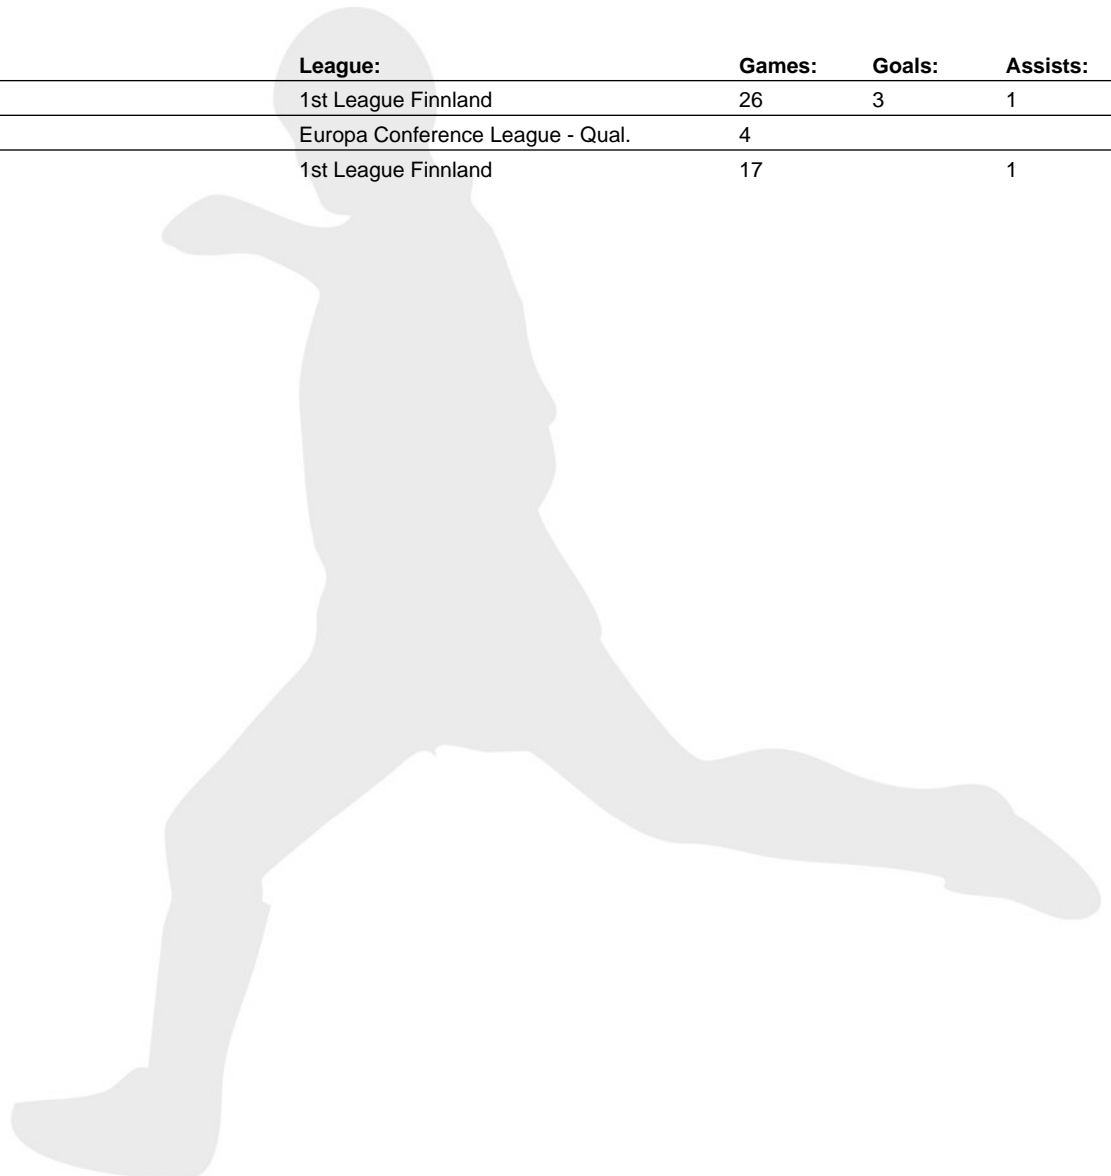 League: Games: Goals: Assists:
1st League Finnland 26 3 1
Europa Conference League - Qual. 4
1st League Finnland 17 1